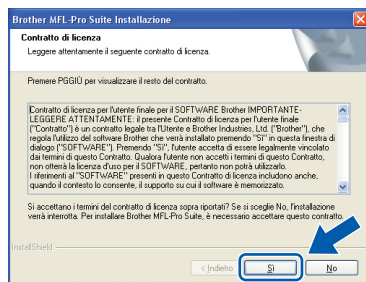 Brother MFL-Pro Suite Installazione
Contratto di licenza
Leggere attentamente il seguente contratto di licenza.
Premere PGGIÙ per visualizzare il resto del contratto.
Contratto di licenza per l'utente finale per il SOFTWARE Brother IMPORTANTE-
LEGGERE ATTENTAMENTE: il presente Contratto di licenza per l'utente finale
("Contratto") è un contratto legale tra l'Utente e Brother Industries, Ltd. ("Brother"), che
regola l'utilizzo del software Brother che verrà installato premendo "SI" in questa finestra di
dialogo ("SOFTWARE"). Premendo "Si", l'utente accetta di essere legalmente vincolato
dai termini di questo Contratto. Qualora l'utente non accetti i termini di questo Contratto,
non otterrà la licenza d'uso per il SOFTWARE, pertanto non potrà utilizzarlo.
I riferimenti al "SOFTWARE" presenti in questo Contratto di licenza includono anche,
quando il contesto lo consente, il supporto su cui il software è memorizzato.
Si accettano i termini del contratto di licenza sopra riportati? Se si sceglie No, l'installazione
verrà interrotta. Per installare Brother MFL-Pro Suite, è necessario accettare questo contratto.
InstallShield
< Indietro Sì No